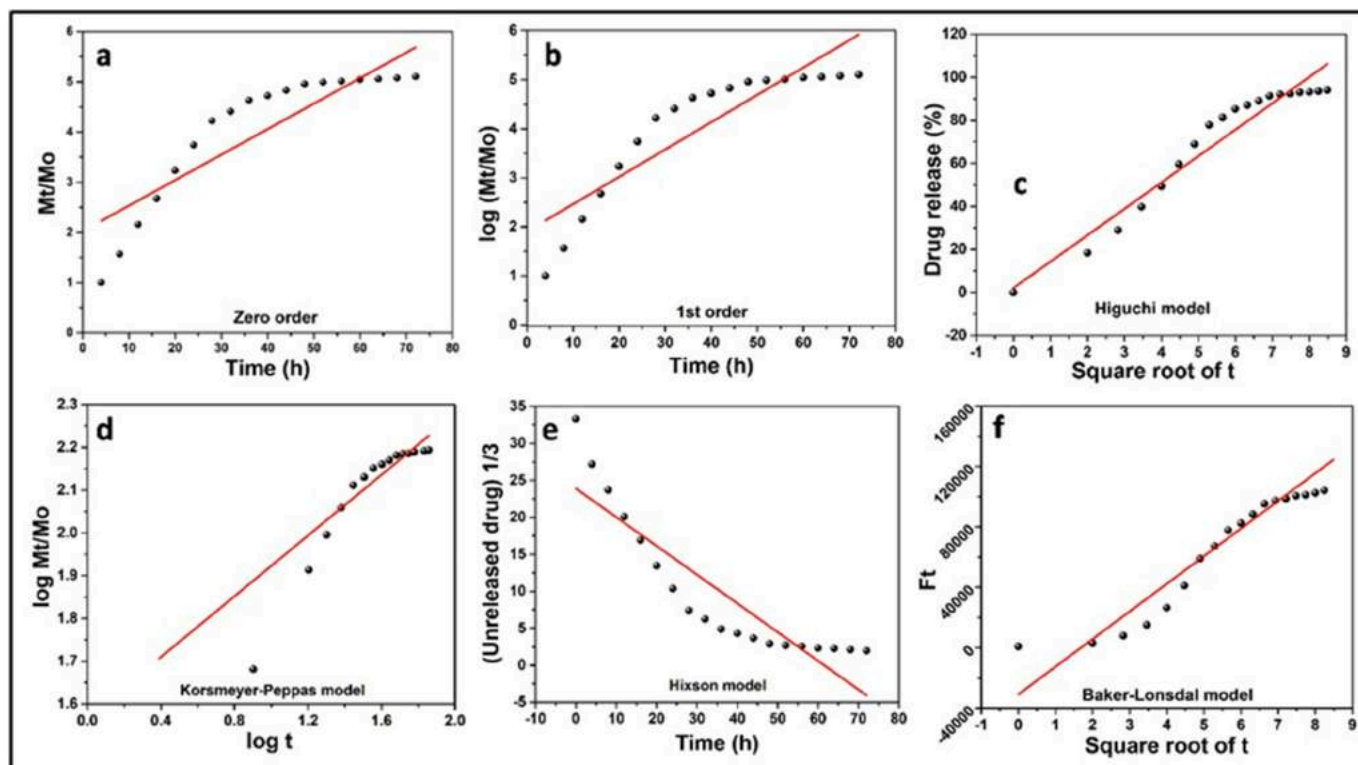 a
Mt/Mo
6
5
4
3
2
1
0
0 10 20 30 40 50 60 70 80
Zero order
Time (h)
b
log (Mt/Mo)
6
5
4
3
2
1
0
0 10 20 30 40 50 60 70 80
1st order
Time (h)
c
Drug release (%)
120
100
80
60
40
20
0
-20
-1 0 1 2 3 4 5 6 7 8 9
Higuchi model
Square root of t
d
log Mt/Mo
2.3
2.2
2.1
2.0
1.9
1.8
1.7
1.6
0.0 0.4 0.8 1.2 1.6 2.0
Korsmeyer-Peppas model
log t
e
(Unreleased drug) 1/3
35
30
25
20
15
10
5
0
-5
-10 0 10 20 30 40 50 60 70 80
Hixson model
Time (h)
f
Ft
160000
120000
80000
40000
0
-40000
-1 0 1 2 3 4 5 6 7 8 9
Baker-Lonsdal model
Square root of t